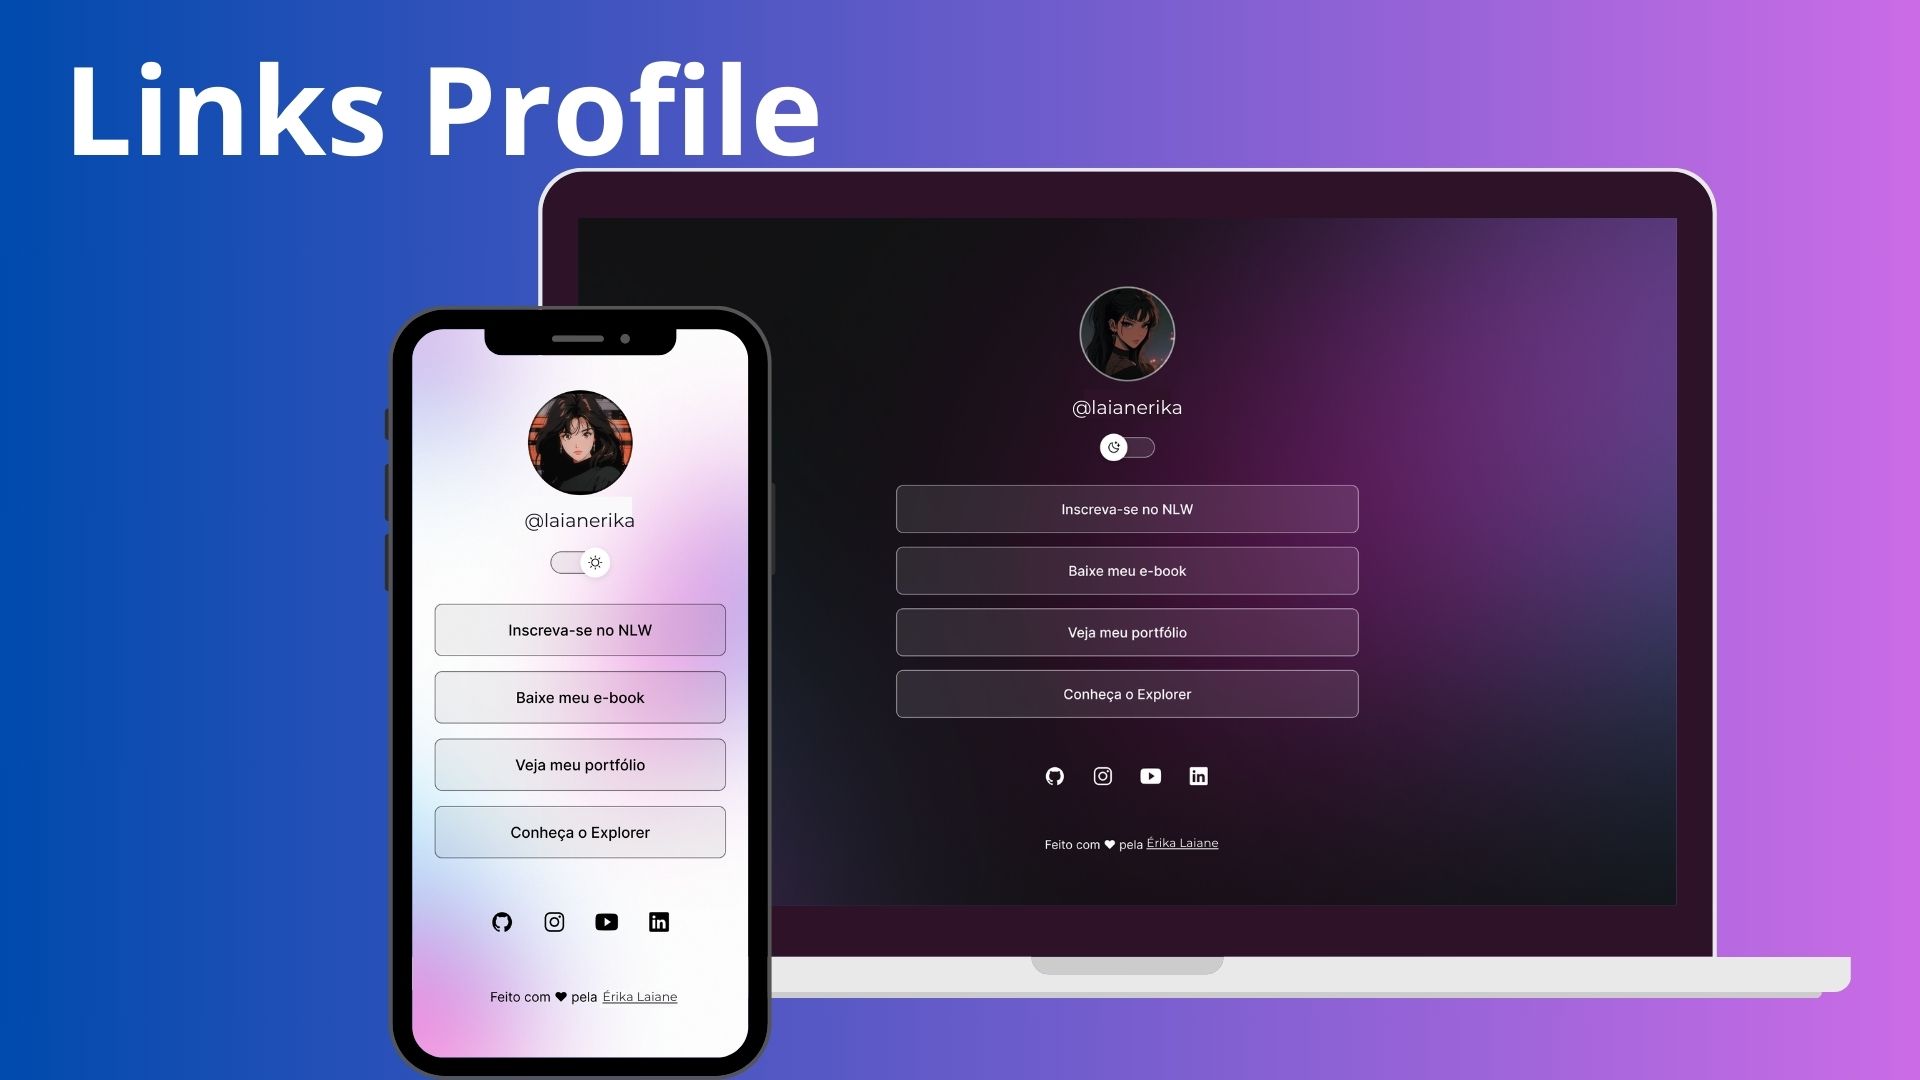 Links Profile
@laianerika
Inscreva-se no NLW
Baixe meu e-book
Veja meu portfólio
Conheça o Explorer
Feito com ♥ pela Érika Laiane
@laianerika
Inscreva-se no NLW
Baixe meu e-book
Veja meu portfólio
Conheça o Explorer
in
Feito com ♥ pela Érika Laiane
in